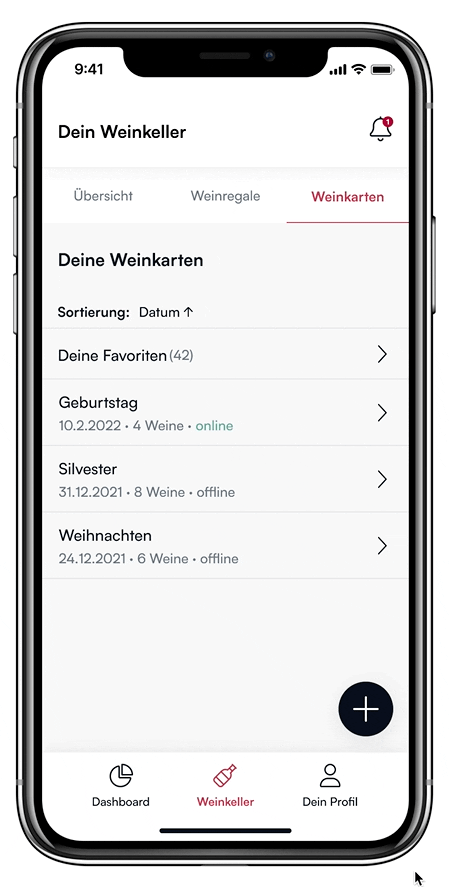 9:41
Dein Weinkeller
1
Übersicht Weinregale Weinkarten
Deine Weinkarten
Sortierung: Datum ↑
Deine Favoriten (42)
Geburtstag
10.2.2022 · 4 Weine · online
Silvester
31.12.2021 · 8 Weine · offline
Weihnachten
24.12.2021 · 6 Weine · offline
Dashboard Weinkeller Dein Profil